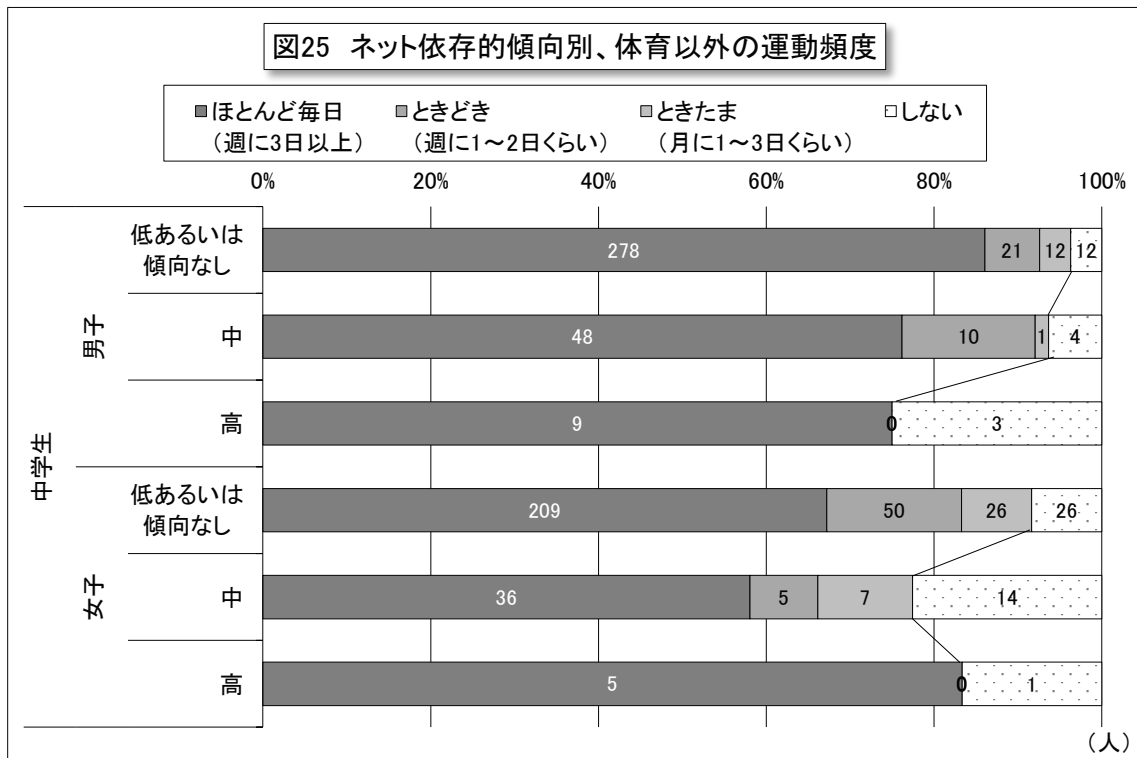 図25 ネット依存的傾向別、体育以外の運動頻度
ほとんど毎日 ときどき ときたま しない
（週に3日以上） （週に1～2日くらい） （月に1～3日くらい）
0% 20% 40% 60% 80% 100%
中学生
男子
低あるいは
傾向なし
278 21 12 12
中
48 10 1 4
高
9 0 3
女子
低あるいは
傾向なし
209 50 26 26
中
36 5 7 14
高
5 0 1
（人）